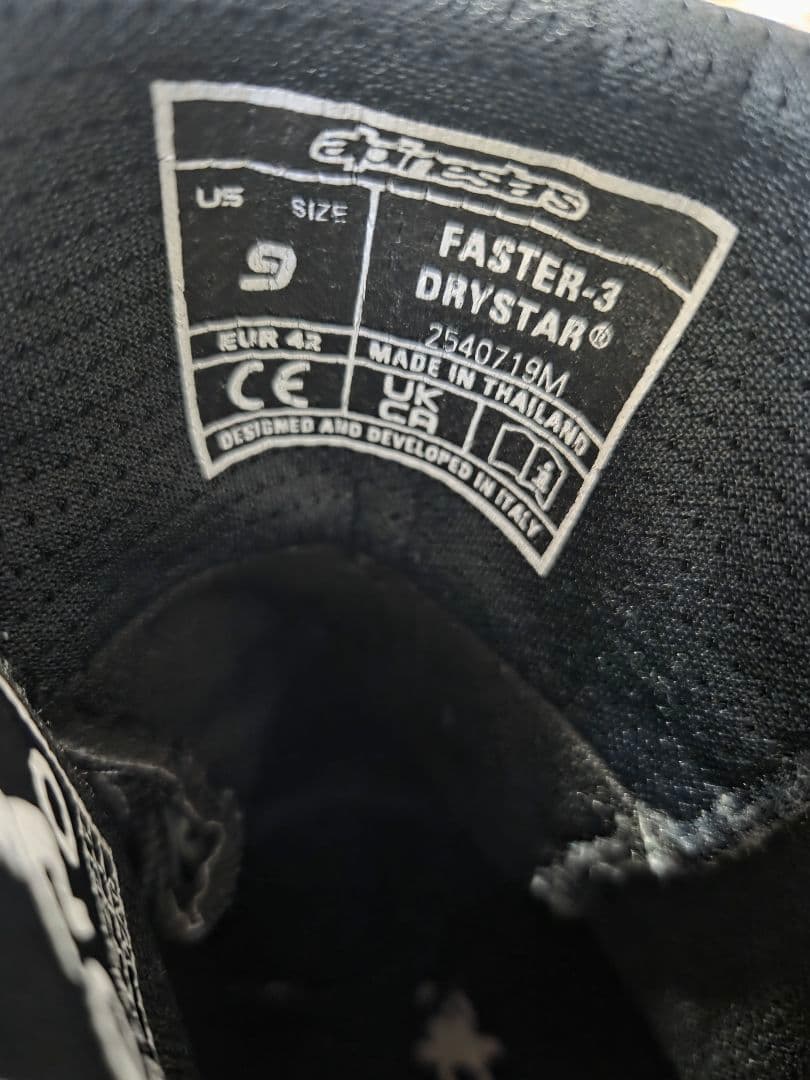 alpinestars
US SIZE
9
FASTER-3
DRYSTAR®
2540719M
EUR 42
MADE IN THAILAND
CE
UK
CA
i
DESIGNED AND DEVELOPED IN ITALY